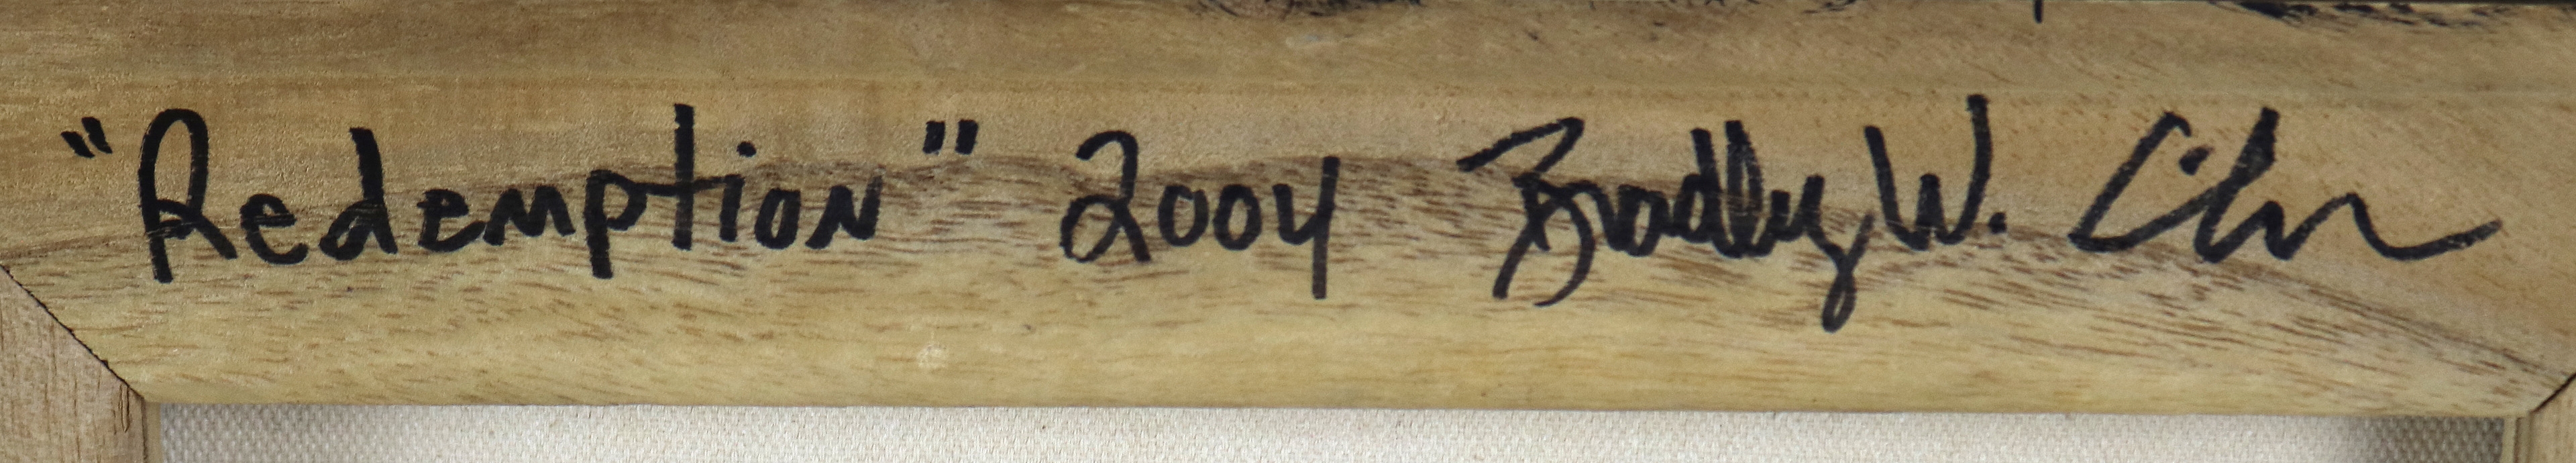 "Redemption" 2004 Bradley W.